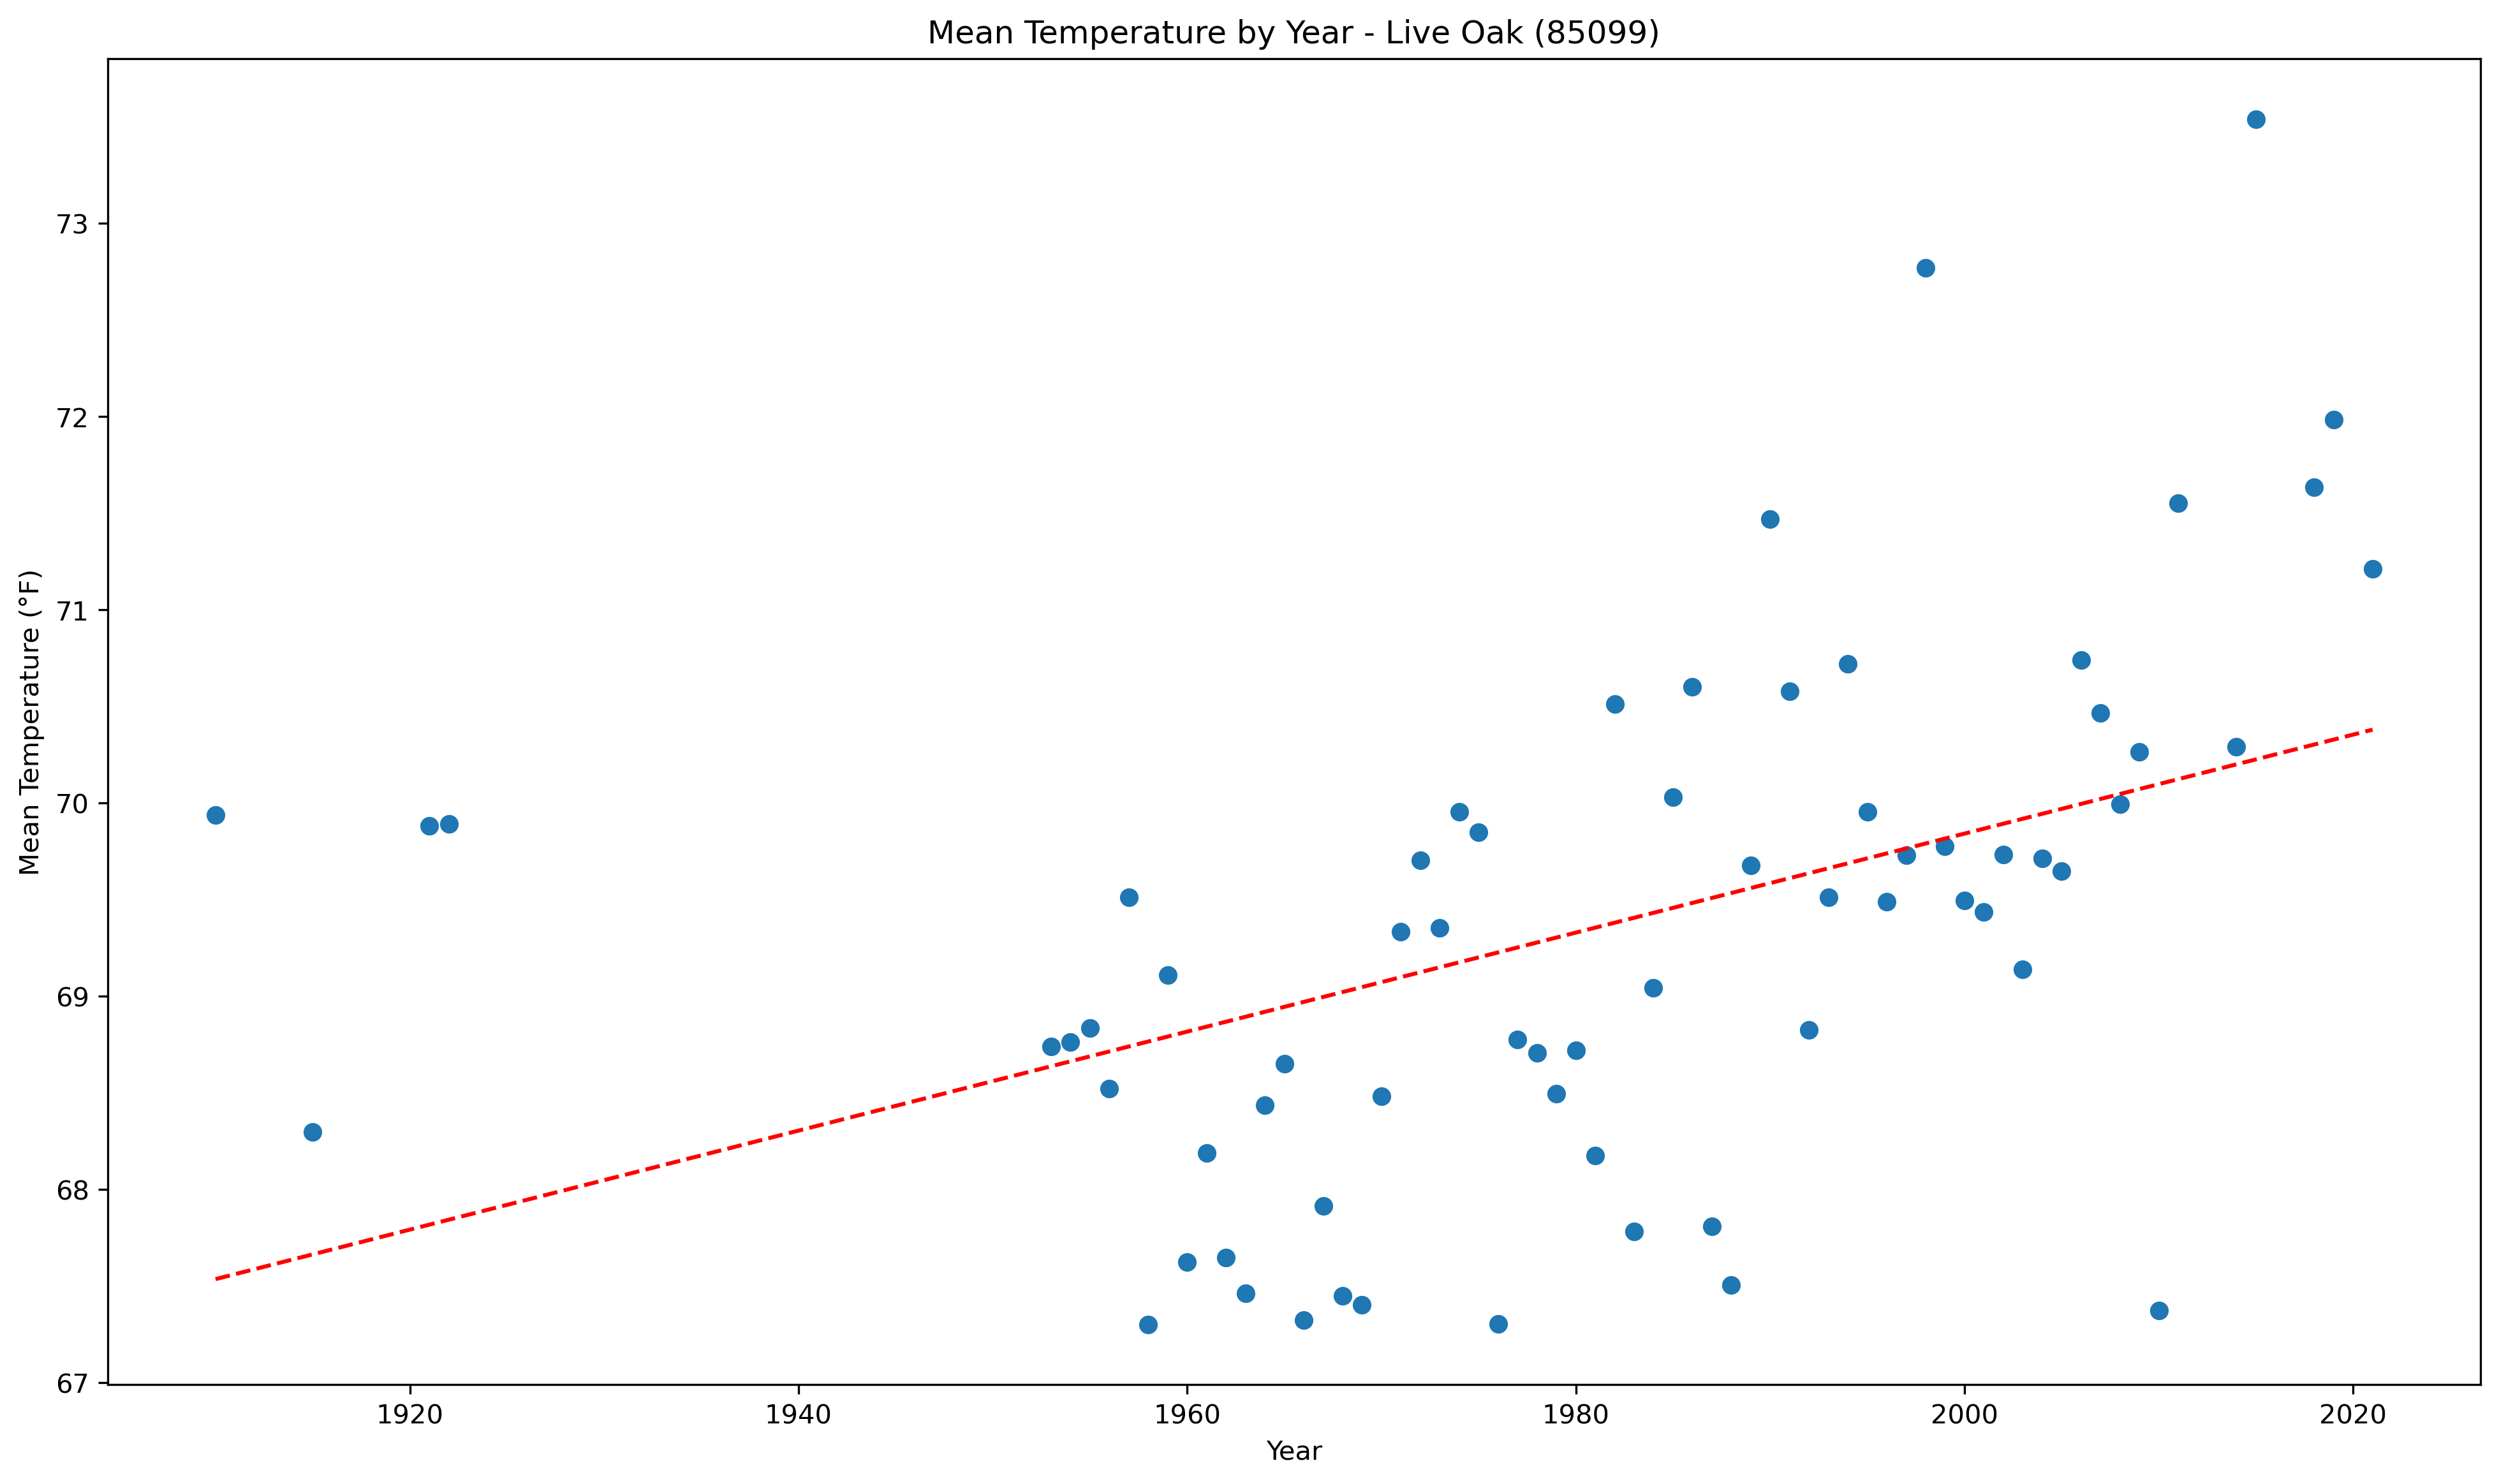 Mean Temperature by Year - Live Oak (85099)
Mean Temperature (°F)
73
72
71
70
69
68
67
1920 1940 1960 1980 2000 2020
Year